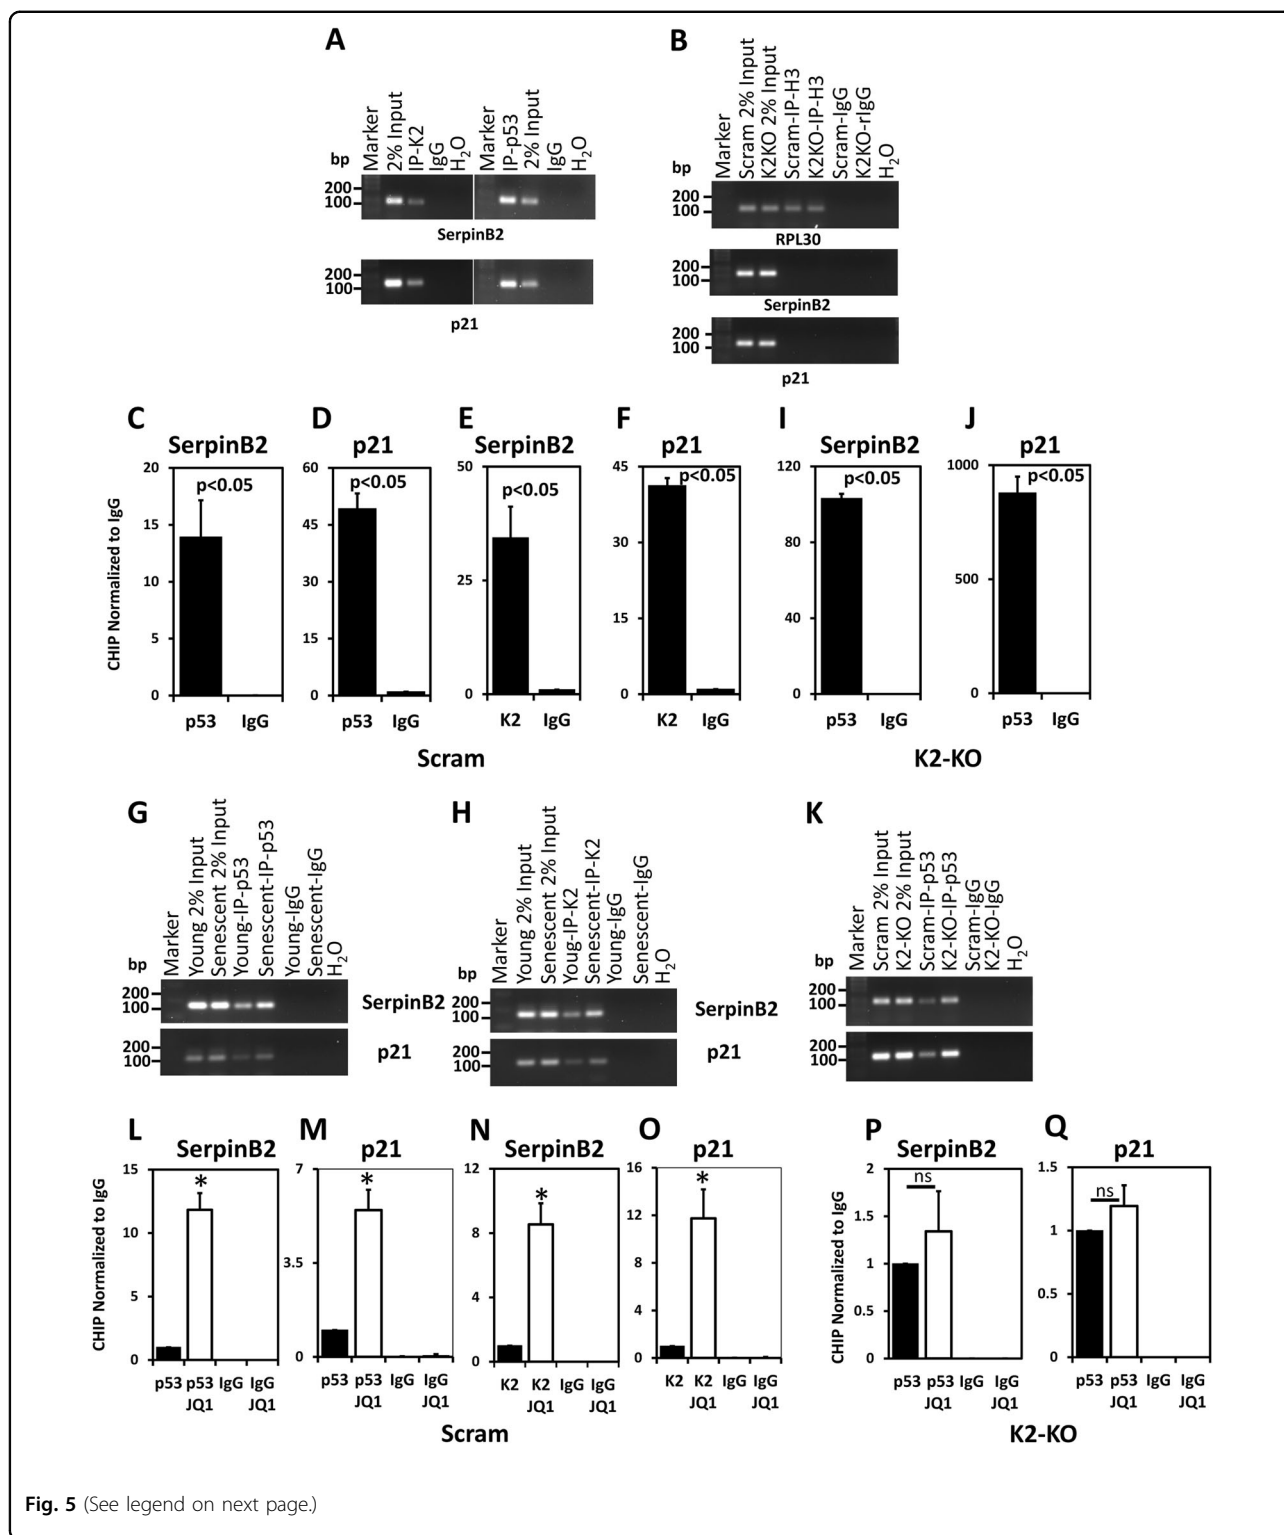 A
bp
Marker
2% Input
IP-K2
IgG
H2O
Marker
IP-p53
2% Input
IgG
H2O
200
100
SerpinB2
200
100
p21
B
bp
Marker
Scram 2% Input
K2KO 2% Input
Scram-IP-H3
K2KO-IP-H3
Scram-IgG
K2KO-rIgG
H2O
200
100
RPL30
200
100
SerpinB2
200
100
p21
C
SerpinB2
CHIP Normalized to IgG
20
15
10
5
0
p<0.05
p53 IgG
D
p21
60
45
30
15
0
p<0.05
p53 IgG
E
SerpinB2
50
25
0
p<0.05
K2 IgG
F
p21
45
30
15
0
p<0.05
K2 IgG
Scram
I
SerpinB2
120
80
40
0
p<0.05
p53 IgG
J
p21
1000
500
0
p<0.05
p53 IgG
K2-KO
G
bp
Marker
Young 2% Input
Senescent 2% Input
Young-IP-p53
Senescent-IP-p53
Young-IgG
Senescent-IgG
H2O
200
100
SerpinB2
200
100
p21
H
bp
Marker
Young 2% Input
Senescent 2% Input
Youg-IP-K2
Senescent-IP-K2
Young-IgG
Senescent-IgG
H2O
200
100
SerpinB2
200
100
p21
K
bp
Marker
Scram 2% Input
K2-KO 2% Input
Scram-IP-p53
K2-KO-IP-p53
Scram-IgG
K2-KO-IgG
H2O
200
100
200
100
L
SerpinB2
CHIP Normalized to IgG
15
12
9
6
3
0
*
p53 p53 IgG IgG
JQ1 JQ1
M
p21
7
3.5
0
*
p53 p53 IgG IgG
JQ1 JQ1
N
SerpinB2
12
8
4
0
*
K2 K2 IgG IgG
JQ1 JQ1
O
p21
16
12
8
4
0
*
K2 K2 IgG IgG
JQ1 JQ1
Scram
P
SerpinB2
CHIP Normalized to IgG
2
1.5
1
0.5
0
ns
p53 p53 IgG IgG
JQ1 JQ1
Q
p21
1.5
1
0.5
0
ns
p53 p53 IgG IgG
JQ1 JQ1
K2-KO
Fig. 5 (See legend on next page.)